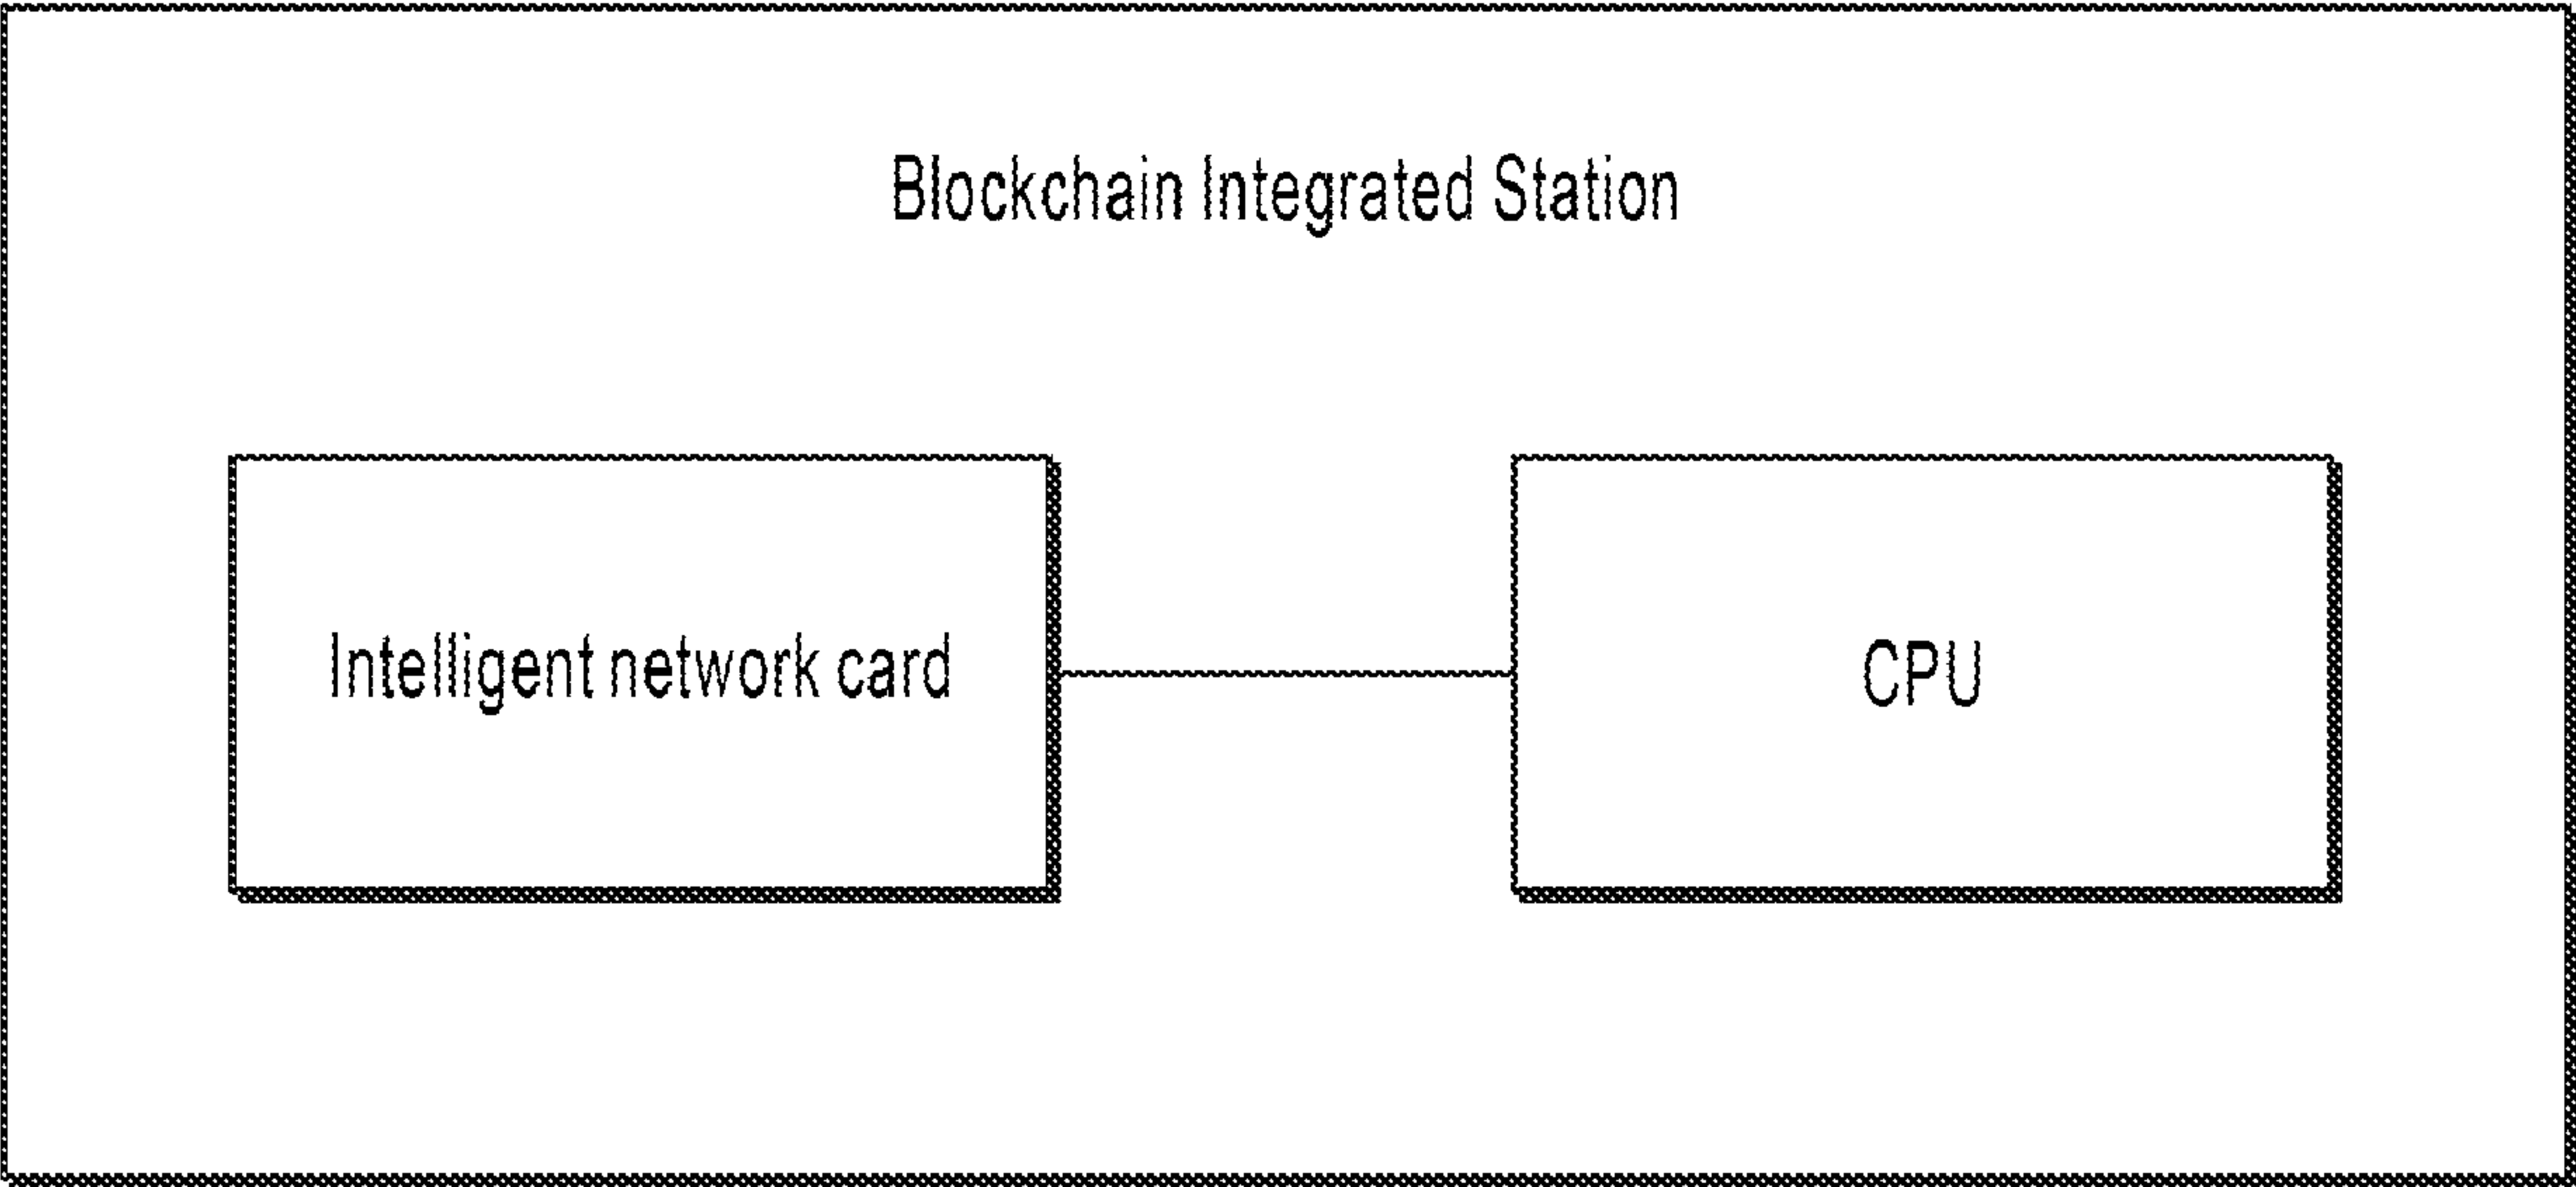 Blockchain Integrated Station
Intelligent network card
CPU